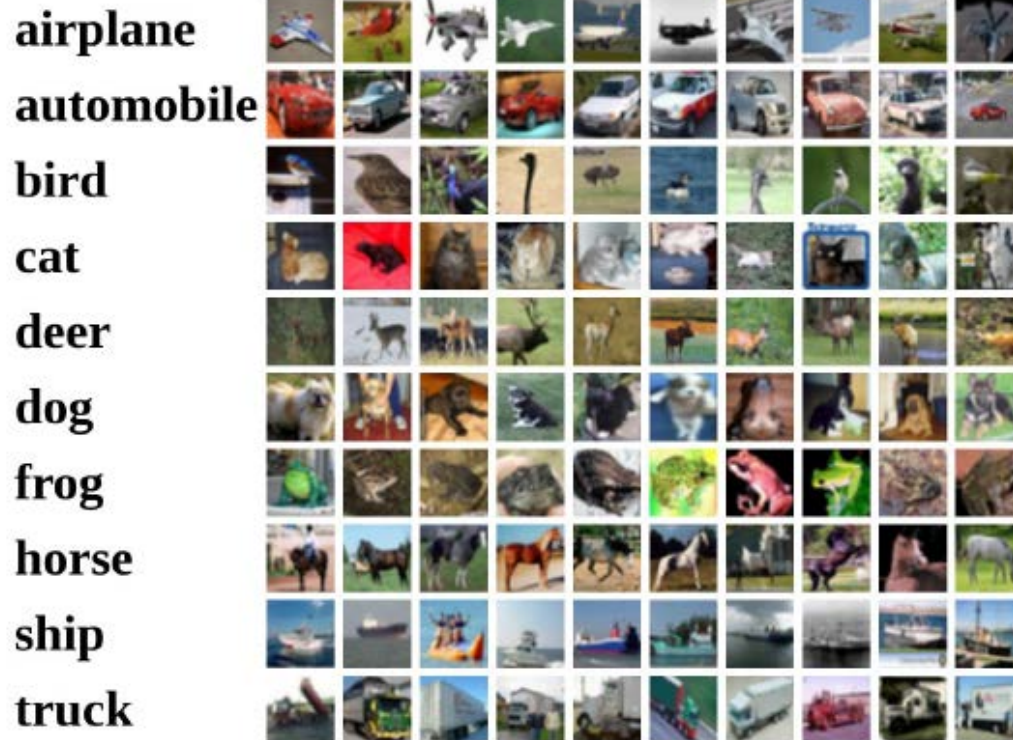 airplane
automobile
bird
cat
deer
dog
frog
horse
ship
truck